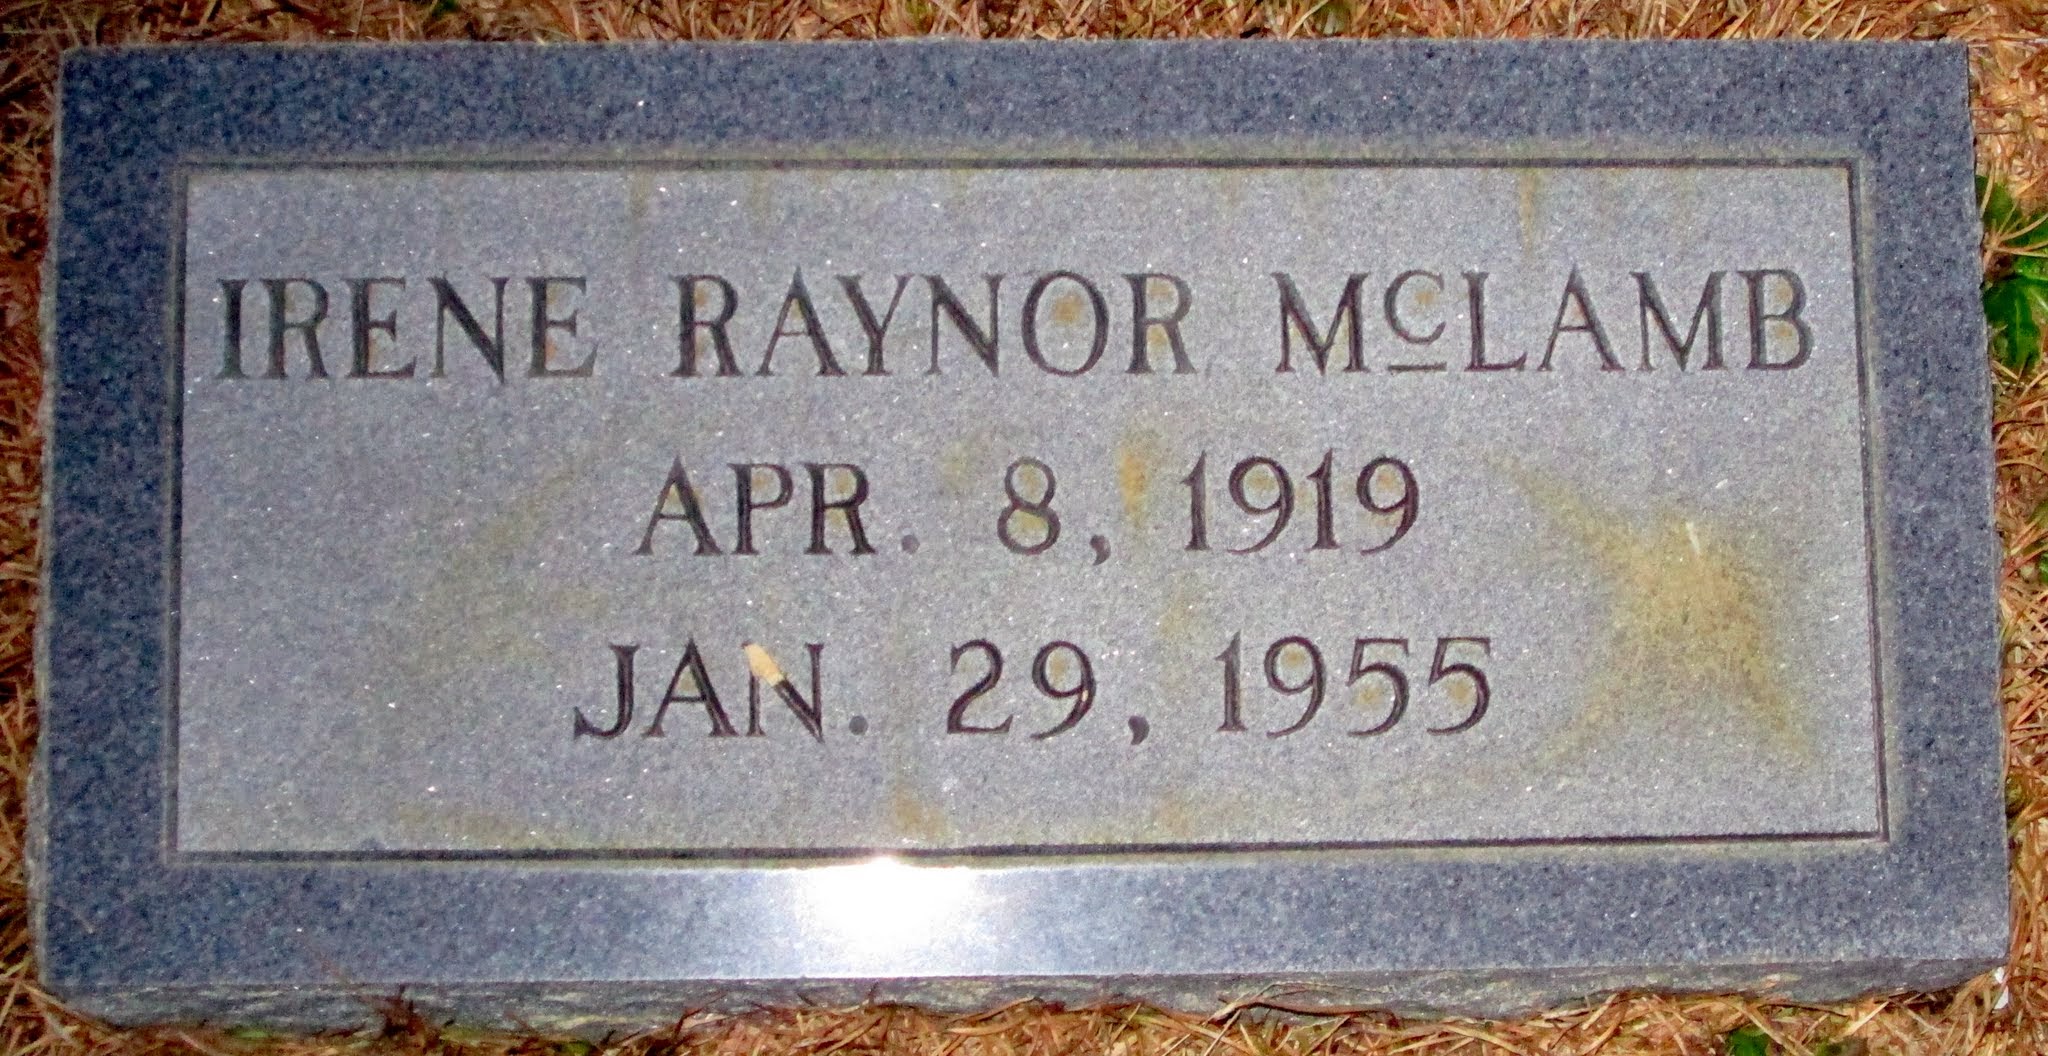 IRENE RAYNOR McLAMB
APR. 8, 1919
JAN. 29, 1955